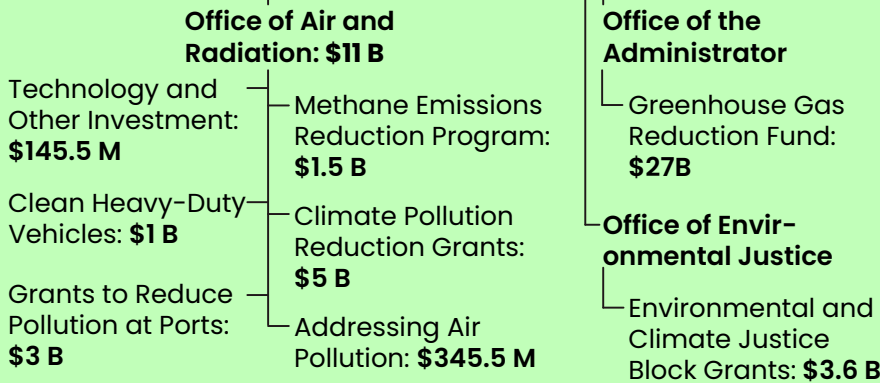 Office of Air and
Radiation: $11 B
Technology and
Other Investment:
$145.5 M
Clean Heavy-Duty
Vehicles: $1 B
Grants to Reduce
Pollution at Ports:
$3 B
Methane Emissions
Reduction Program:
$1.5 B
Climate Pollution
Reduction Grants:
$5 B
Addressing Air
Pollution: $345.5 M
Office of the
Administrator
Greenhouse Gas
Reduction Fund:
$27B
Office of Envir-
onmental Justice
Environmental and
Climate Justice
Block Grants: $3.6 B